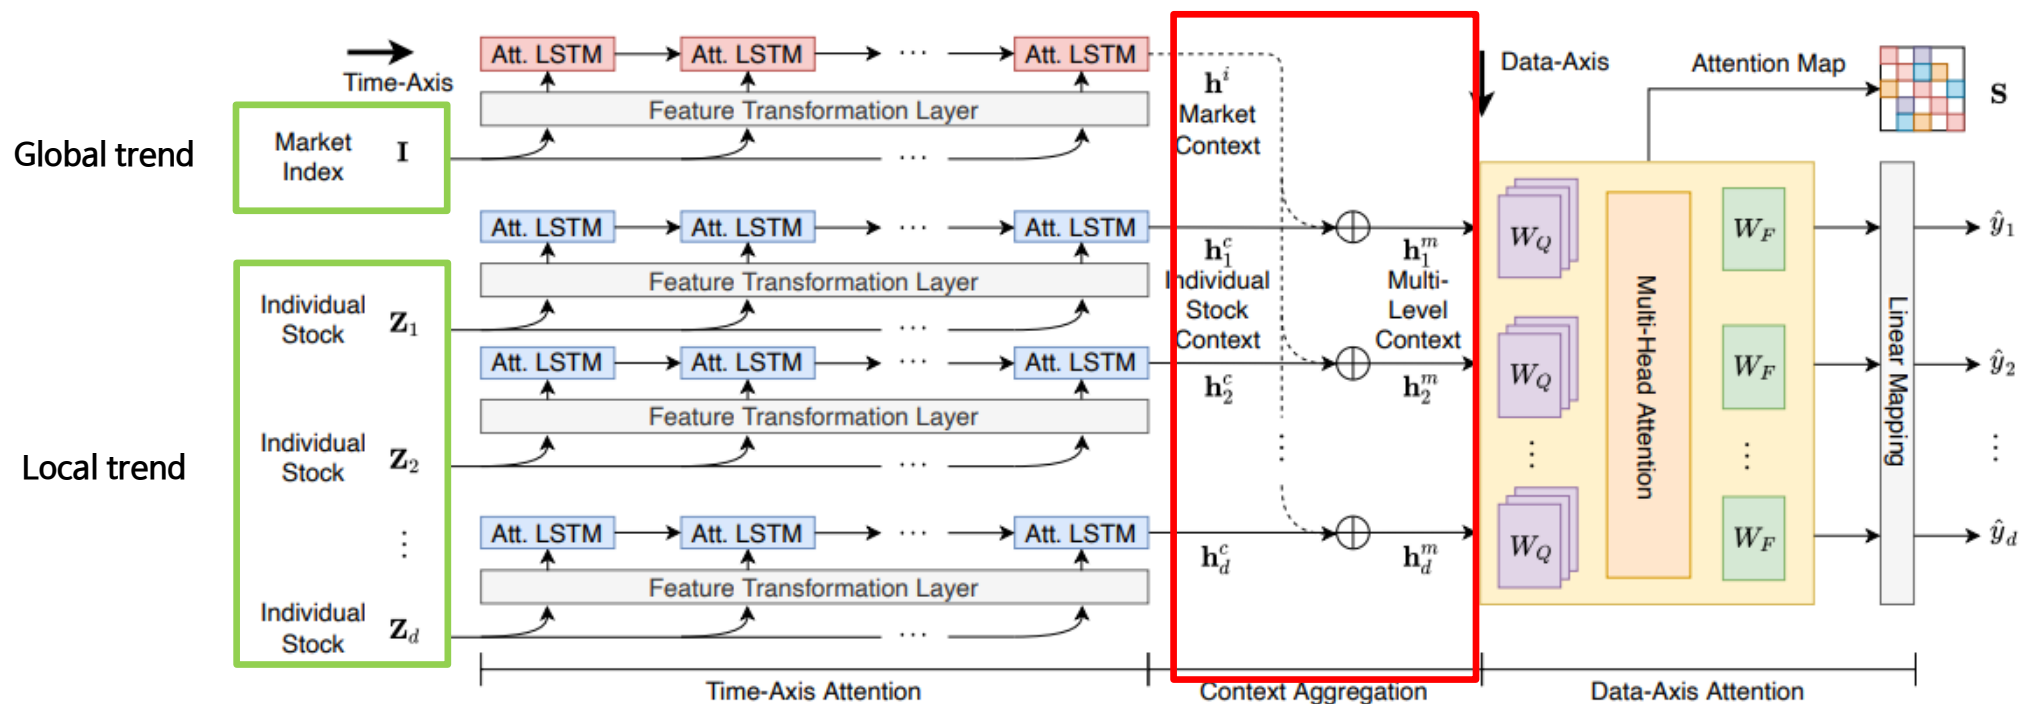 Time-Axis
Att. LSTM Att. LSTM ··· Att. LSTM
Feature Transformation Layer
Global trend
Market
Index
I
···
h^i
Market
Context
Data-Axis
Attention Map
S
Att. LSTM Att. LSTM ··· Att. LSTM
Feature Transformation Layer
Individual
Stock
Z_1
···
h_1^c
Individual
Stock
Context
h_1^m
Multi-
Level
Context
Local trend
Att. LSTM Att. LSTM ··· Att. LSTM
Feature Transformation Layer
Individual
Stock
Z_2
···
h_2^c
h_2^m
⋮
Att. LSTM Att. LSTM ··· Att. LSTM
Feature Transformation Layer
Individual
Stock
Z_d
···
h_d^c
h_d^m
W_Q
W_Q
⋮
W_Q
Multi-Head Attention
W_F
W_F
⋮
W_F
Linear Mapping
ŷ_1
ŷ_2
⋮
ŷ_d
Time-Axis Attention
Context Aggregation
Data-Axis Attention